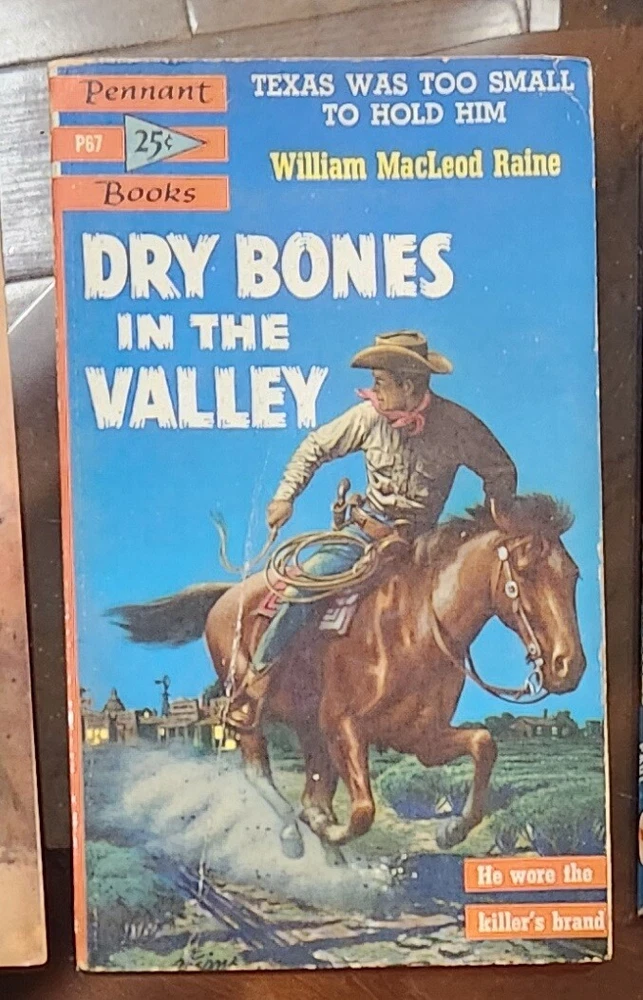 Pennant
P67 25¢
Books
TEXAS WAS TOO SMALL
TO HOLD HIM
William MacLeod Raine
DRY BONES
IN THE
VALLEY
He wore the
killer's brand